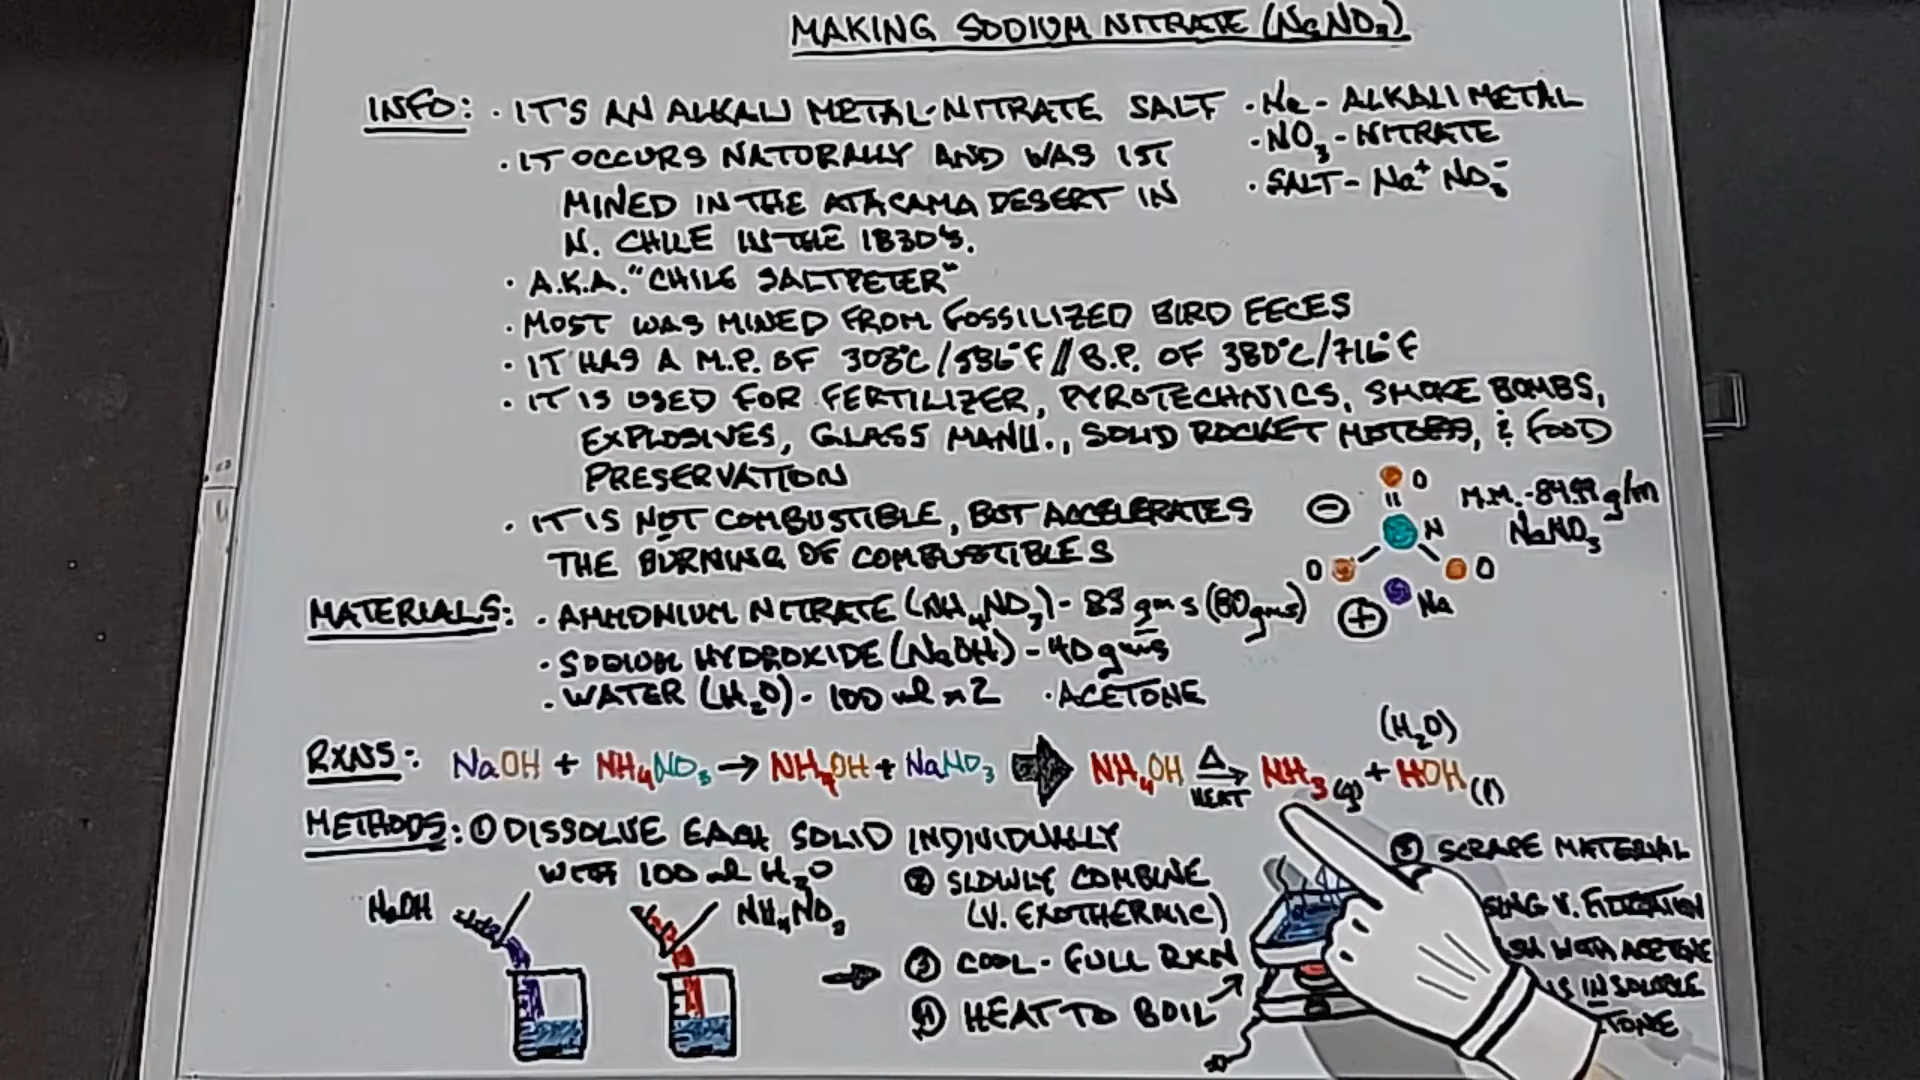 MAKING SODIUM NITRATE (NaNO3)
INFO: · IT'S AN ALKALI METAL-NITRATE SALT
· IT OCCURS NATURALLY AND WAS 1ST
MINED IN THE ATACAMA DESERT IN
N. CHILE IN THE 1830's.
· Na - ALKALI METAL
· NO3 - NITRATE
· SALT - Na+ NO3-
· A.K.A. "CHILE SALTPETER"
· MOST WAS MINED FROM FOSSILIZED BIRD FECES
· IT HAS A M.P. OF 308°C/586°F // B.P. OF 380°C/716°F
· IT IS USED FOR FERTILIZER, PYROTECHNICS, SMOKE BOMBS,
EXPLOSIVES, GLASS MANU., SOLID ROCKET MOTORS, & FOOD
PRESERVATION
· IT IS NOT COMBUSTIBLE, BUT ACCELERATES
THE BURNING OF COMBUSTIBLES
O
N
O O
Na
M.M. - 84.99 g/m
NaNO3
MATERIALS: · AMMONIUM NITRATE (NH4NO3) - 83 gms (80 gms)
· SODIUM HYDROXIDE (NaOH) - 40 gms
· WATER (H2O) - 100 ml x 2 · ACETONE
(H2O)
RXNS: NaOH + NH4NO3 → NH4OH + NaNO3 NH4OH Δ HEAT → NH3 (g) + HOH (l)
METHODS: ① DISSOLVE EACH SOLID INDIVIDUALLY
WITH 100 ml H2O
NaOH
NH4NO3
② SLOWLY COMBINE
(V. EXOTHERMIC)
③ COOL - FULL RXN
④ HEAT TO BOIL
⑤ SCRAPE MATERIAL
V. FILTRATION
WITH ACETONE
IS INSOLUBLE